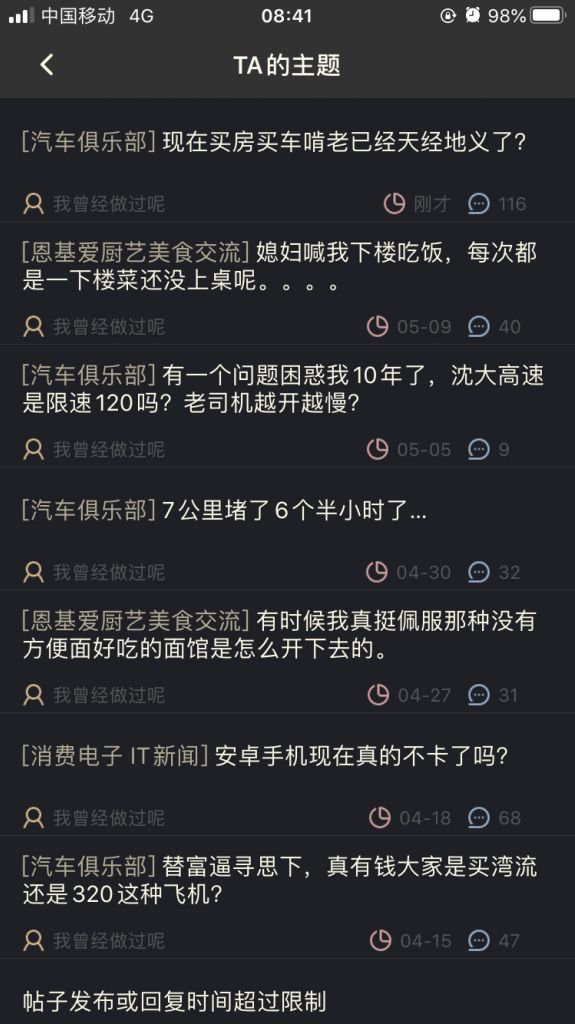 中国移动 4G 08:41 98%
TA的主题
[汽车俱乐部] 现在买房买车啃老已经天经地义了？
我曾经做过呢 刚才 116
[恩基爱厨艺美食交流] 媳妇喊我下楼吃饭，每次都
是一下楼菜还没上桌呢。。。。
我曾经做过呢 05-09 40
[汽车俱乐部] 有一个问题困惑我10年了，沈大高速
是限速120吗？老司机越开越慢？
我曾经做过呢 05-05 9
[汽车俱乐部] 7公里堵了6个半小时了...
我曾经做过呢 04-30 32
[恩基爱厨艺美食交流] 有时候我真挺佩服那种没有
方便面好吃的面馆是怎么开下去的。
我曾经做过呢 04-27 31
[消费电子 IT新闻] 安卓手机现在真的不卡了吗？
我曾经做过呢 04-18 68
[汽车俱乐部] 替富逼寻思下，真有钱大家是买湾流
还是320这种飞机？
我曾经做过呢 04-15 47
帖子发布或回复时间超过限制